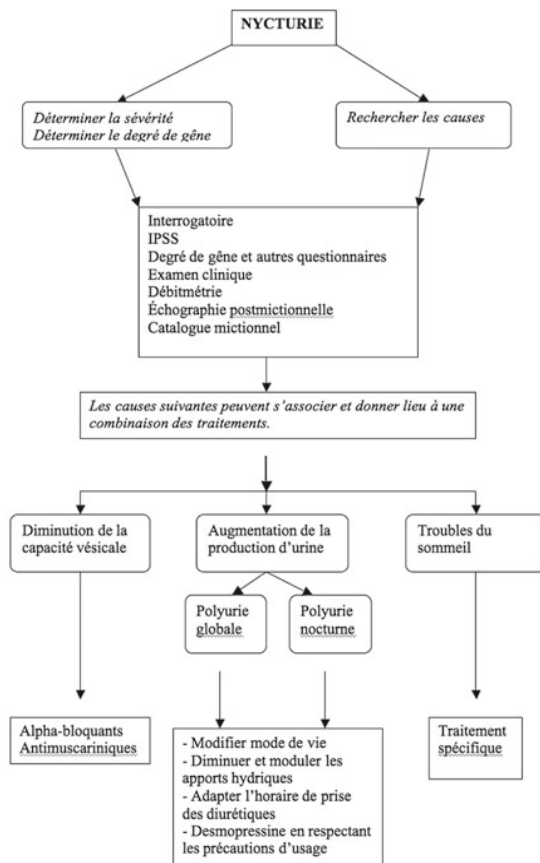 NYCTURIE
Déterminer la sévérité
Déterminer le degré de gêne
Rechercher les causes
Interrogatoire
IPSS
Degré de gêne et autres questionnaires
Examen clinique
Débitmétrie
Échographie postmictionnelle
Catalogue mictionnel
Les causes suivantes peuvent s'associer et donner lieu à une
combinaison des traitements.
Diminution de la
capacité vésicale
Augmentation de la
production d'urine
Troubles du
sommeil
Polyurie
globale
Polyurie
nocturne
Alpha-bloquants
Antimuscariniques
- Modifier mode de vie
- Diminuer et moduler les
apports hydriques
- Adapter l'horaire de prise
des diurétiques
- Desmopressine en respectant
les précautions d'usage
Traitement
spécifique